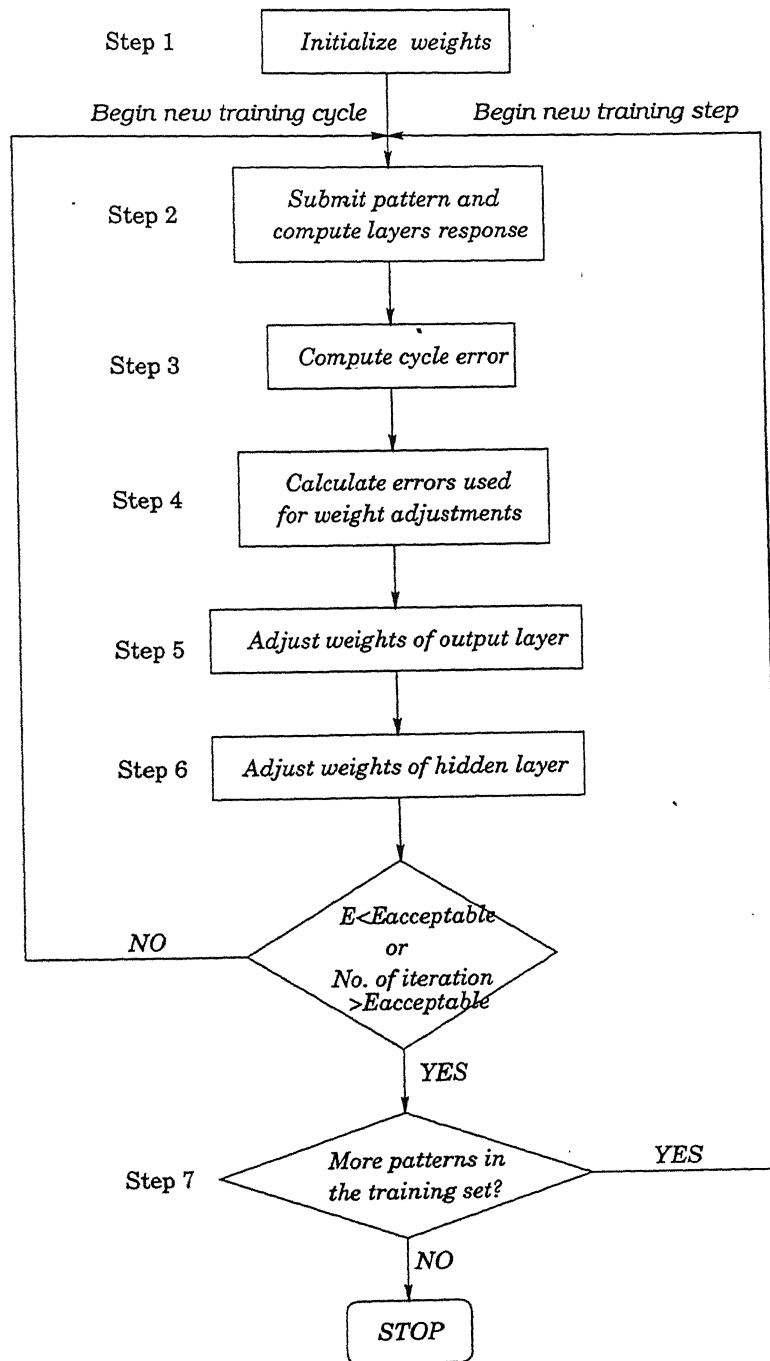 Step 1
Initialize weights
Begin new training cycle
Begin new training step
Step 2
Submit pattern and
compute layers response
Step 3
Compute cycle error
Step 4
Calculate errors used
for weight adjustments
Step 5
Adjust weights of output layer
Step 6
Adjust weights of hidden layer
E<Eacceptable
or
No. of iteration
>Eacceptable
NO
YES
Step 7
More patterns in
the training set?
YES
NO
STOP